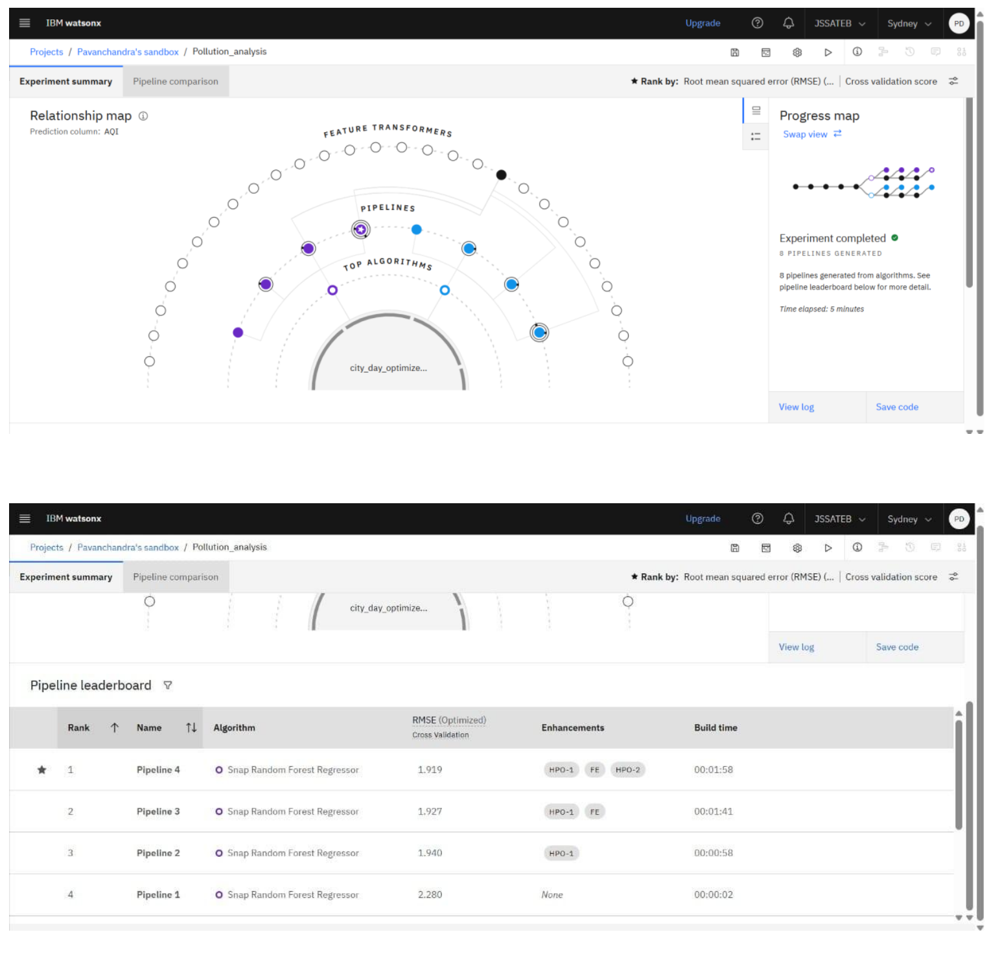 IBM watsonx
Upgrade
JSSATEB
Sydney
PD
Projects / Pavanchandra's sandbox / Pollution_analysis
Experiment summary
Pipeline comparison
★ Rank by: Root mean squared error (RMSE) (... | Cross validation score
Relationship map
Prediction column: AQI
FEATURE TRANSFORMERS
PIPELINES
TOP ALGORITHMS
city_day_optimize...
Progress map
Swap view
Experiment completed
8 PIPELINES GENERATED
8 pipelines generated from algorithms. See
pipeline leaderboard below for more detail.
Time elapsed: 5 minutes
View log
Save code
IBM watsonx
Upgrade
JSSATEB
Sydney
PD
Projects / Pavanchandra's sandbox / Pollution_analysis
Experiment summary
Pipeline comparison
★ Rank by: Root mean squared error (RMSE) (... | Cross validation score
city_day_optimize...
View log
Save code
Pipeline leaderboard
Rank ↑ Name ↑↓ Algorithm RMSE (Optimized) Enhancements Build time
Cross Validation
★ 1 Pipeline 4 Snap Random Forest Regressor 1.919 HPO-1 FE HPO-2 00:01:58
2 Pipeline 3 Snap Random Forest Regressor 1.927 HPO-1 FE 00:01:41
3 Pipeline 2 Snap Random Forest Regressor 1.940 HPO-1 00:00:58
4 Pipeline 1 Snap Random Forest Regressor 2.280 None 00:00:02